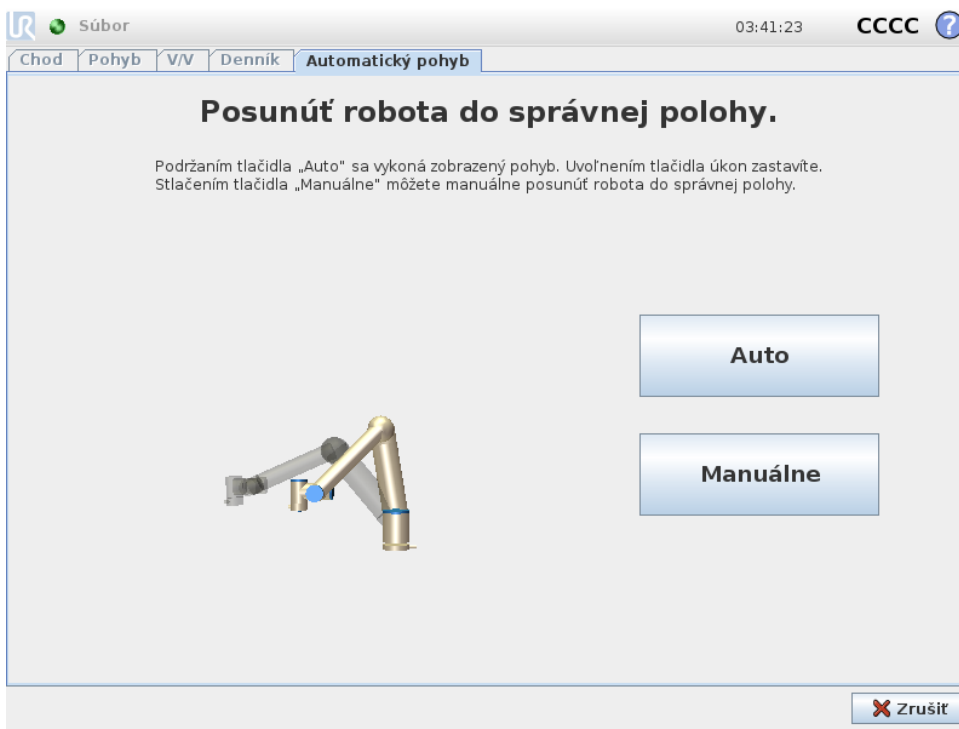 UR Súbor 03:41:23 CCCC ?
Chod Pohyb V/V Denník Automatický pohyb
Posunúť robota do správnej polohy.
Podržaním tlačidla „Auto" sa vykoná zobrazený pohyb. Uvoľnením tlačidla úkon zastavíte.
Stlačením tlačidla „Manuálne" môžete manuálne posunúť robota do správnej polohy.
Auto
Manuálne
Zrušiť